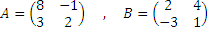 A = (8 -1
3 2) , B = (2 4
-3 1)